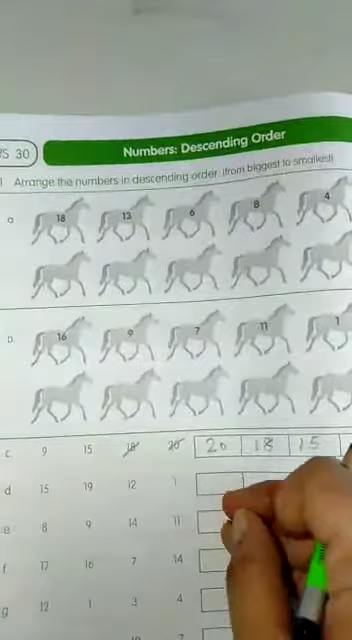 WS 30
Numbers: Descending Order
Arrange the numbers in descending order. (from biggest to smallest)
a 18 13 6 8 4
b 16 9 7 11 1
c 9 15 18 20 20 18 15
d 15 19 12 1
e 8 9 14 11
f 17 16 7 14
g 12 1 3 4